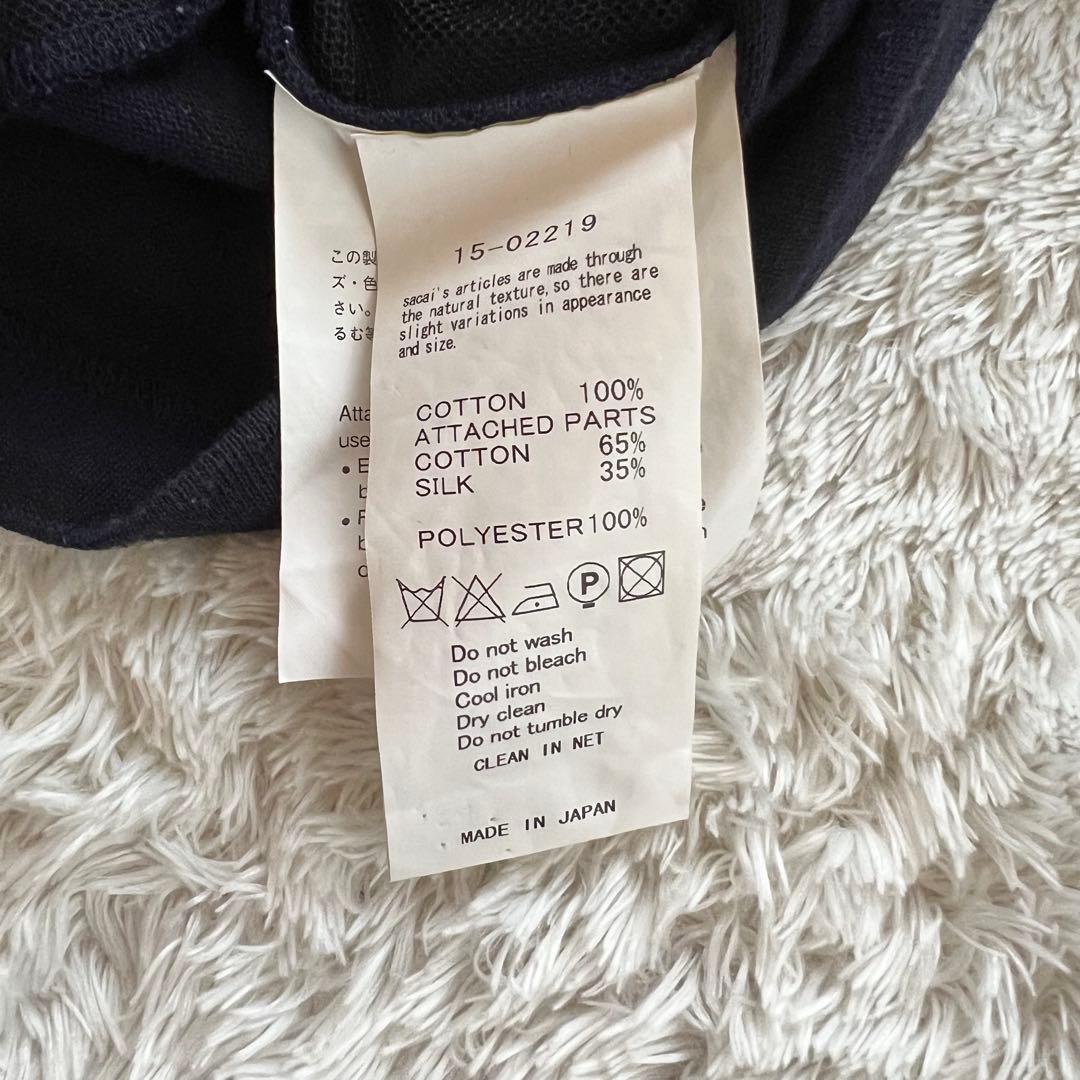 15-02219
sacai's articles are made through
the natural texture, so there are
slight variations in appearance
and size.
COTTON 100%
ATTACHED PARTS
COTTON 65%
SILK 35%
POLYESTER 100%
P
Do not wash
Do not bleach
Cool iron
Dry clean
Do not tumble dry
CLEAN IN NET
MADE IN JAPAN
この製
ズ・色
さい。
るむ等
use